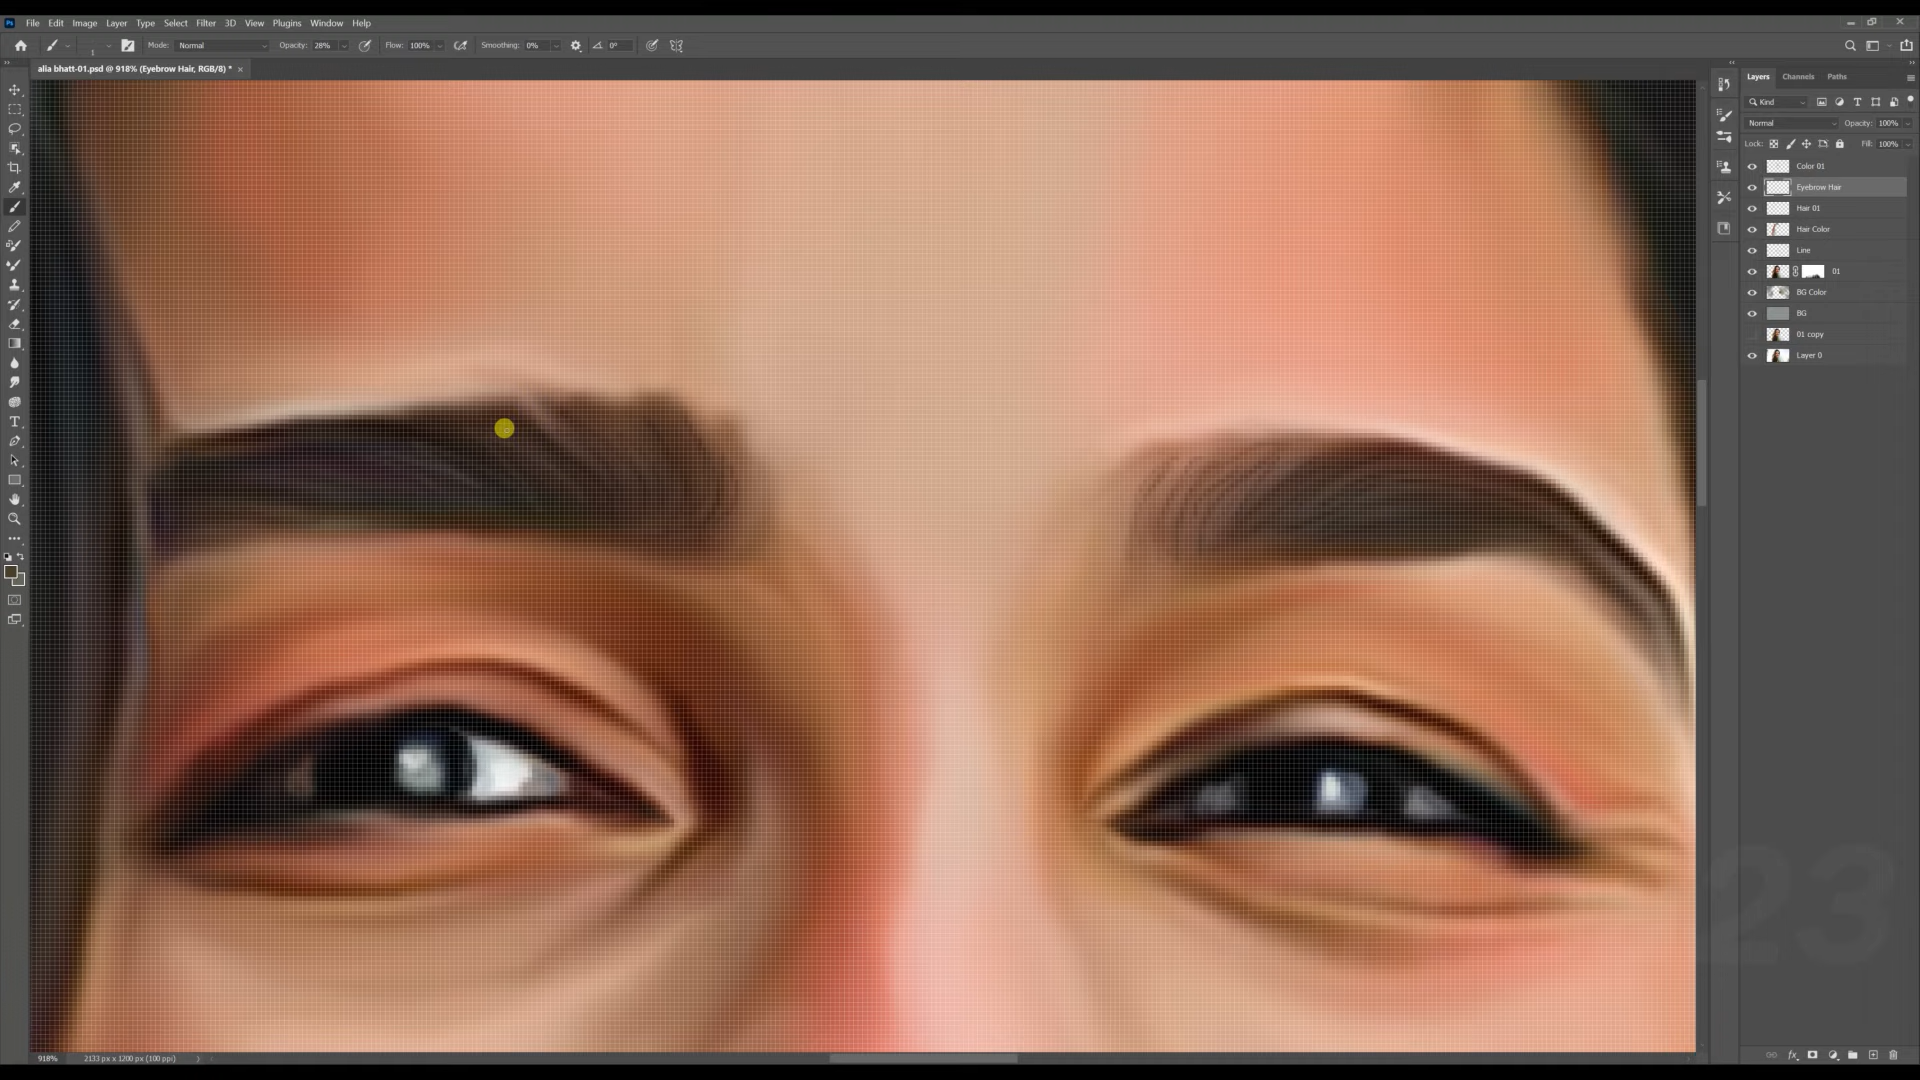 Ps File Edit Image Layer Type Select Filter 3D View Plugins Window Help
1 Mode: Normal Opacity: 28% Flow: 100% Smoothing: 0% 0°
alia bhatt-01.psd @ 918% (Eyebrow Hair, RGB/8) * ×
Layers Channels Paths
Kind
Normal Opacity: 100%
Lock: Fill: 100%
Color 01
Eyebrow Hair
Hair 01
Hair Color
Line
01
BG Color
BG
01 copy
Layer 0
23
918% 2133 px x 1200 px (100 ppi)